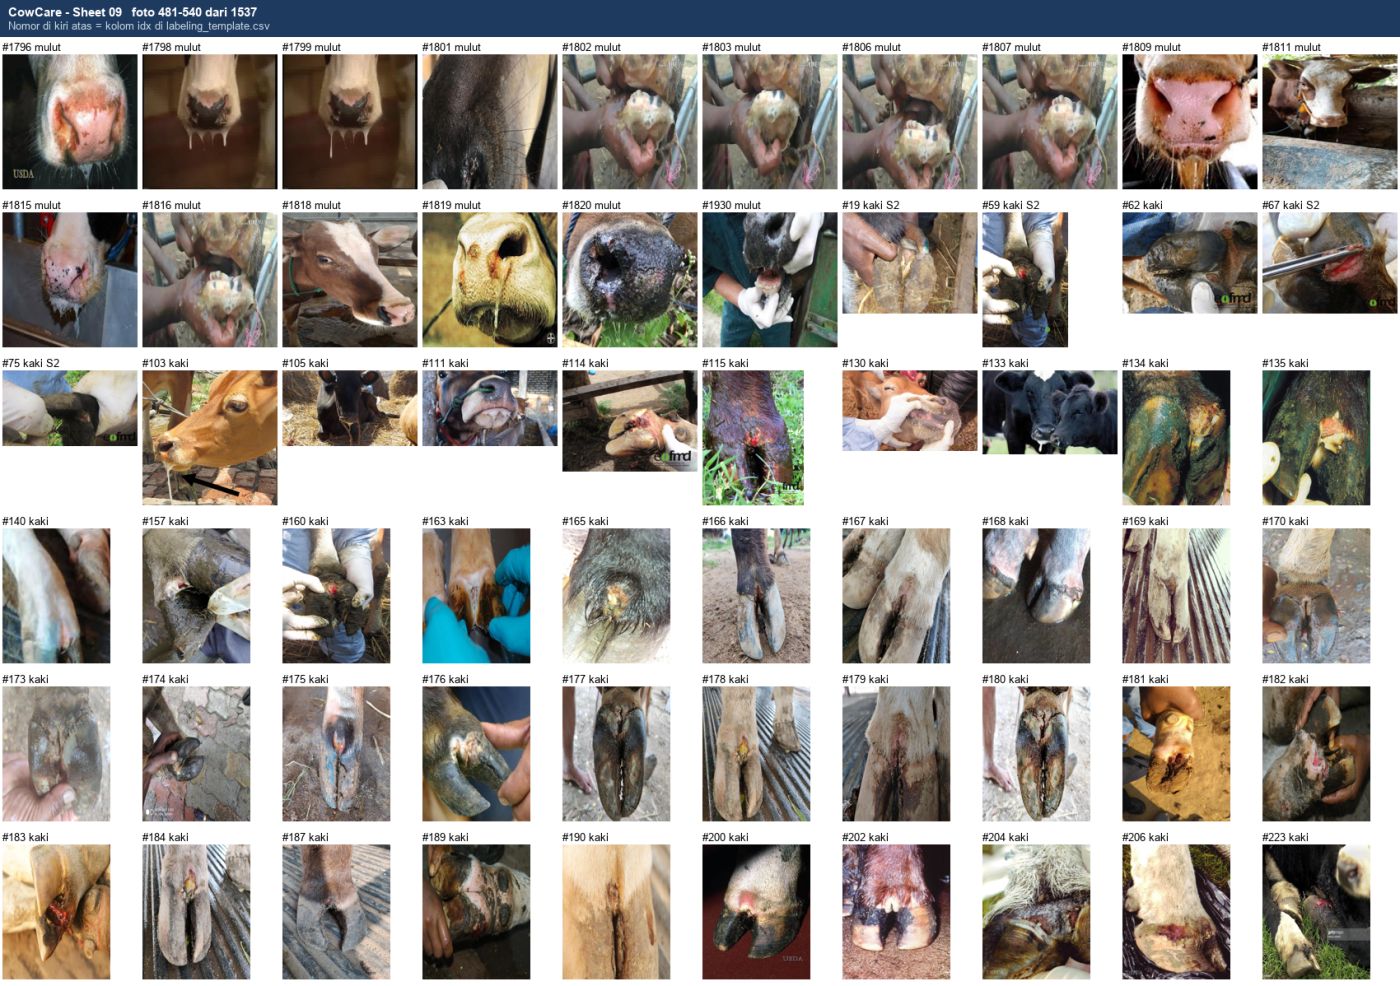 CowCare - Sheet 09 foto 481-540 dari 1537
Nomor di kiri atas = kolom idx di labeling_template.csv
#1796 mulut #1798 mulut #1799 mulut #1801 mulut #1802 mulut #1803 mulut #1806 mulut #1807 mulut #1809 mulut #1811 mulut
USDA
#1815 mulut #1816 mulut #1818 mulut #1819 mulut #1820 mulut #1930 mulut #19 kaki S2 #59 kaki S2 #62 kaki #67 kaki S2
eofmd
#75 kaki S2 #103 kaki #105 kaki #111 kaki #114 kaki #115 kaki #130 kaki #133 kaki #134 kaki #135 kaki
eofmd eofmd
#140 kaki #157 kaki #160 kaki #163 kaki #165 kaki #166 kaki #167 kaki #168 kaki #169 kaki #170 kaki
#173 kaki #174 kaki #175 kaki #176 kaki #177 kaki #178 kaki #179 kaki #180 kaki #181 kaki #182 kaki
#183 kaki #184 kaki #187 kaki #189 kaki #190 kaki #200 kaki #202 kaki #204 kaki #206 kaki #223 kaki
USDA